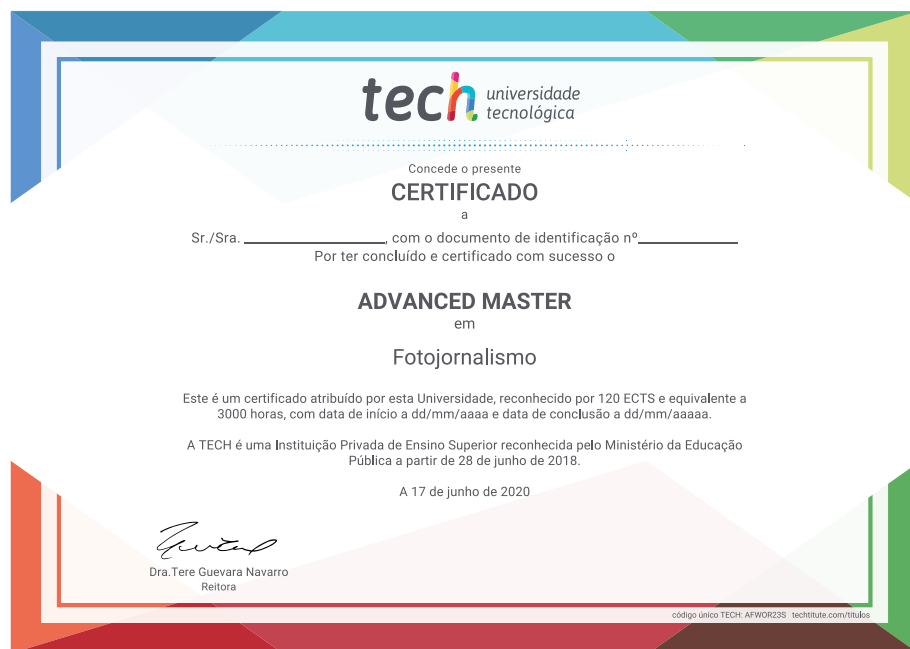 tech universidade
tecnológica
Concede o presente
CERTIFICADO
a
Sr./Sra. ________________, com o documento de identificação nº____________
Por ter concluído e certificado com sucesso o
ADVANCED MASTER
em
Fotojornalismo
Este é um certificado atribuído por esta Universidade, reconhecido por 120 ECTS e equivalente a
3000 horas, com data de início a dd/mm/aaaa e data de conclusão a dd/mm/aaaaa.
A TECH é uma Instituição Privada de Ensino Superior reconhecida pelo Ministério da Educação
Pública a partir de 28 de junho de 2018.
A 17 de junho de 2020
Dra.Tere Guevara Navarro
Reitora
código único TECH: AFWOR23S techtitute.com/titulos